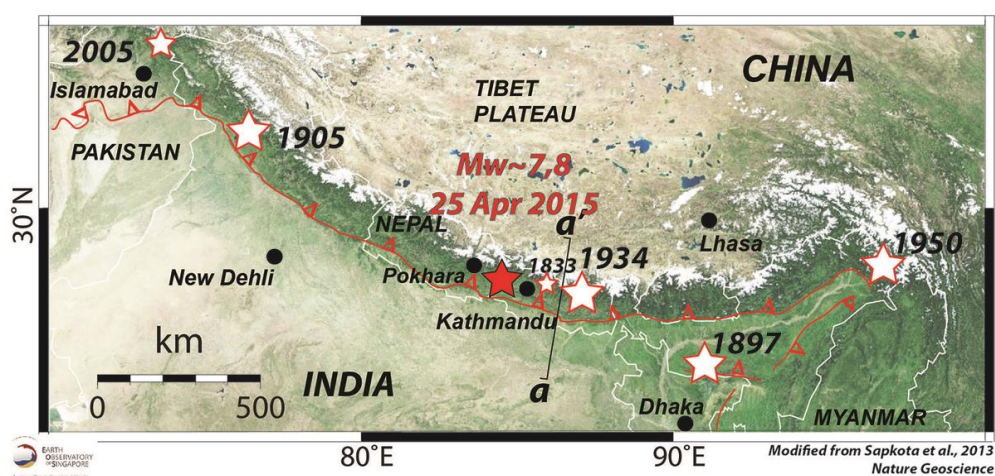 2005
Islamabad
PAKISTAN
1905
TIBET
PLATEAU
CHINA
Mw~7,8
25 Apr 2015
a'
30°N
NEPAL
Lhasa
1950
New Dehli
Pokhara
1833
1934
Kathmandu
km
0 500
INDIA
a
1897
Dhaka
MYANMAR
80°E
90°E
EARTH
OBSERVATORY
OF SINGAPORE
Modified from Sapkota et al., 2013
Nature Geoscience